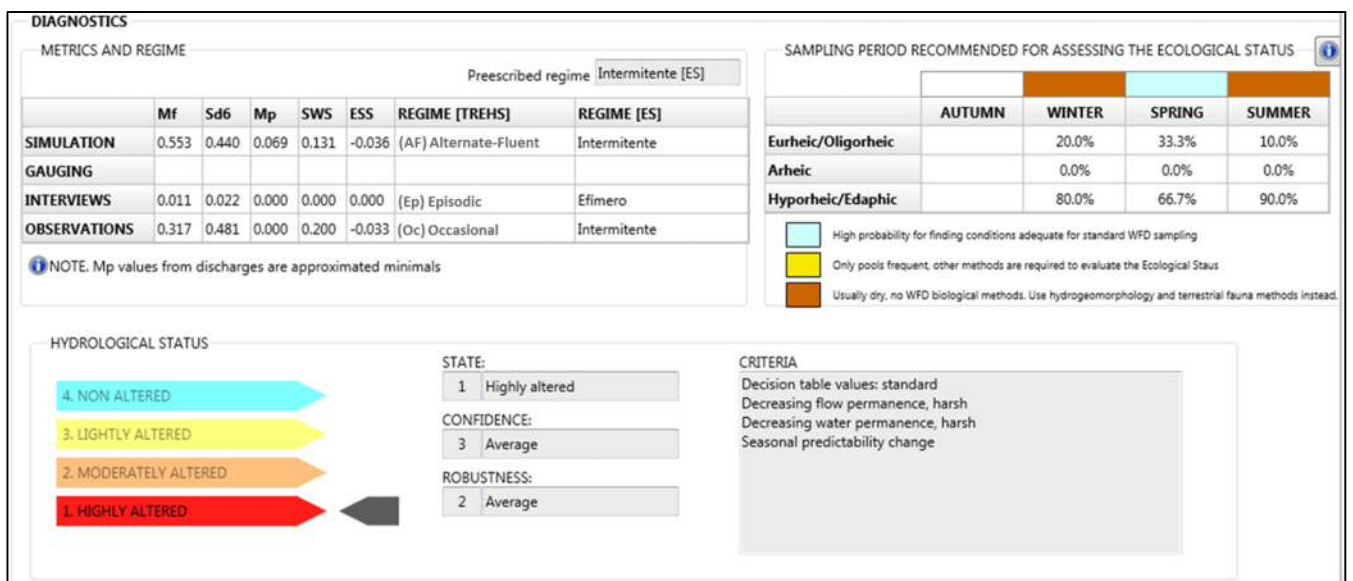 DIAGNOSTICS
METRICS AND REGIME
Preescribed regime Intermitente [ES]
Mf Sd6 Mp SWS ESS REGIME [TREHS] REGIME [ES]
SIMULATION 0.553 0.440 0.069 0.131 -0.036 (AF) Alternate-Fluent Intermitente
GAUGING
INTERVIEWS 0.011 0.022 0.000 0.000 0.000 (Ep) Episodic Efímero
OBSERVATIONS 0.317 0.481 0.000 0.200 -0.033 (Oc) Occasional Intermitente
NOTE. Mp values from discharges are approximated minimals
SAMPLING PERIOD RECOMMENDED FOR ASSESSING THE ECOLOGICAL STATUS
AUTUMN WINTER SPRING SUMMER
Eurheic/Oligorheic 20.0% 33.3% 10.0%
Arheic 0.0% 0.0% 0.0%
Hyporheic/Edaphic 80.0% 66.7% 90.0%
High probability for finding conditions adequate for standard WFD sampling
Only pools frequent, other methods are required to evaluate the Ecological Staus
Usually dry, no WFD biological methods. Use hydrogeomorphology and terrestrial fauna methods instead.
HYDROLOGICAL STATUS
4. NON ALTERED
3. LIGHTLY ALTERED
2. MODERATELY ALTERED
1. HIGHLY ALTERED
STATE:
1 Highly altered
CONFIDENCE:
3 Average
ROBUSTNESS:
2 Average
CRITERIA
Decision table values: standard
Decreasing flow permanence, harsh
Decreasing water permanence, harsh
Seasonal predictability change